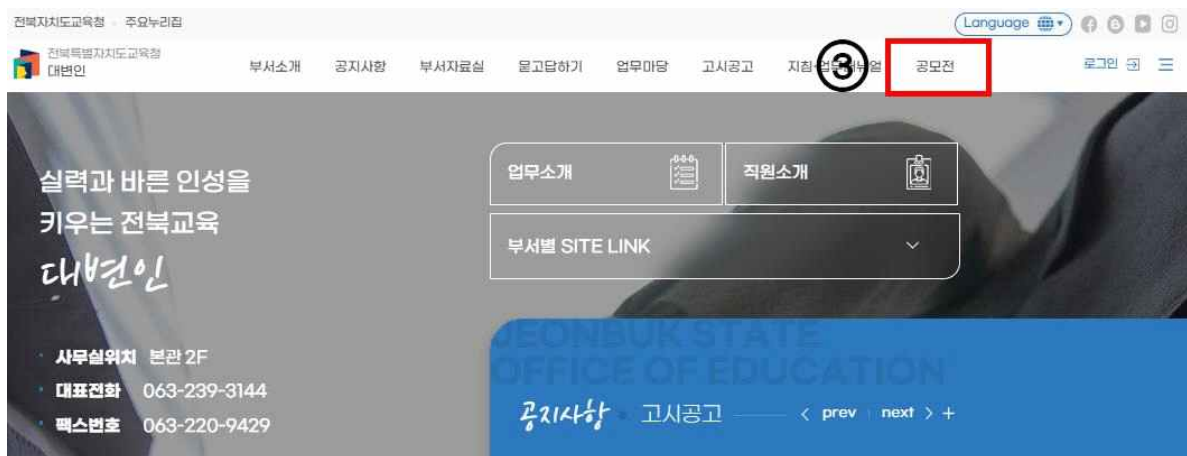 전북자치도교육청 주요누리집
Language
전북특별자치도교육청
대변인
부서소개 공지사항 부서자료실 묻고답하기 업무마당 고시공고 지침·업무 ③ 뉴얼 공모전
로그인
실력과 바른 인성을
키우는 전북교육
대변인
업무소개
직원소개
부서별 SITE LINK
사무실위치 본관 2F
대표전화 063-239-3144
팩스번호 063-220-9429
JEONBUK STATE
OFFICE OF EDUCATION
공지사항 고시공고 < prev next > +